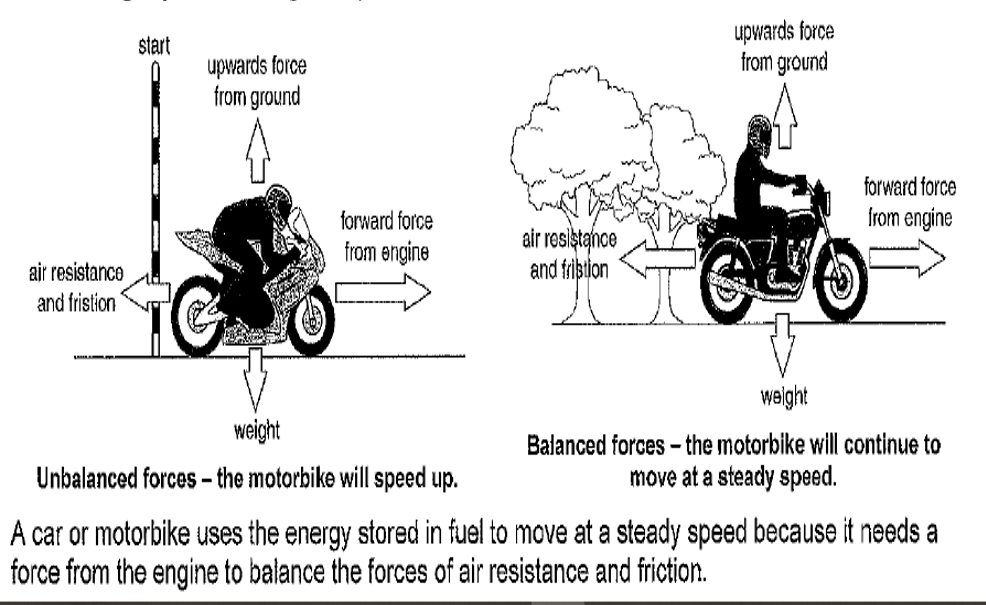 start
upwards force
from ground
forward force
from engine
air resistance
and fristion
weight
Unbalanced forces – the motorbike will speed up.
upwards force
from ground
forward force
from engine
air resistance
and fristion
weight
Balanced forces – the motorbike will continue to
move at a steady speed.
A car or motorbike uses the energy stored in fuel to move at a steady speed because it needs a
force from the engine to balance the forces of air resistance and friction.